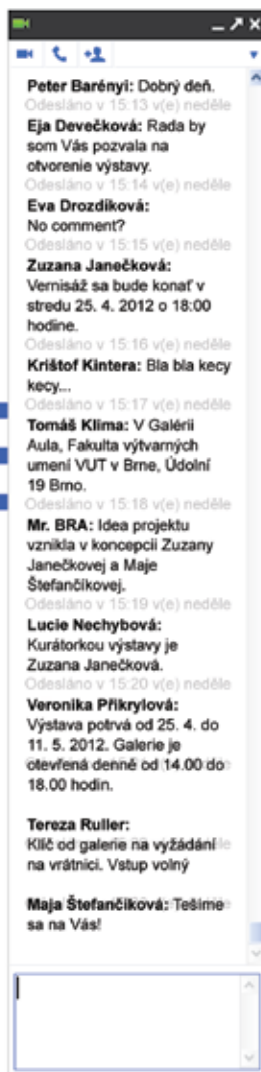 Peter Barényi: Dobrý deň.
Odesláno v 15:13 v(e) neděle
Eja Devečková: Rada by
som Vás pozvala na
otvorenie výstavy.
Odesláno v 15:14 v(e) neděle
Eva Drozdíková:
No comment?
Odesláno v 15:15 v(e) neděle
Zuzana Janečková:
Vernisáž sa bude konať v
stredu 25. 4. 2012 o 18:00
hodine.
Odesláno v 15:16 v(e) neděle
Krištof Kintera: Bla bla kecy
kecy...
Odesláno v 15:17 v(e) neděle
Tomáš Klíma: V Galérii
Aula, Fakulta výtvarných
umení VUT v Brne, Údolní
19 Brno.
Odesláno v 15:18 v(e) neděle
Mr. BRA: Idea projektu
vznikla v koncepcii Zuzany
Janečkovej a Maje
Štefančíkovej.
Odesláno v 15:19 v(e) neděle
Lucie Nechybová:
Kurátorkou výstavy je
Zuzana Janečková.
Odesláno v 15:20 v(e) neděle
Veronika Přikrylová:
Výstava potrvá od 25. 4. do
11. 5. 2012. Galerie je
otevřená denně od 14.00 do
18.00 hodin.
Tereza Ruller:
Klíč od galerie na vyžádání
na vrátnici. Vstup volný
Maja Štefančíková: Tešíme
sa na Vás!